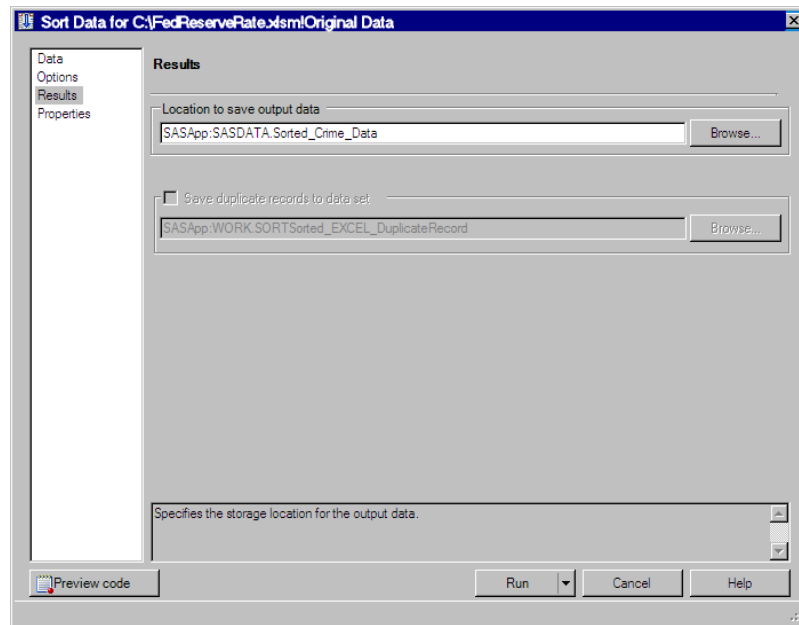 Sort Data for C:\FedReserveRate.xlsm!Original Data
Data
Options
Results
Properties
Results
Location to save output data
SASApp:SASDATA.Sorted_Crime_Data
Browse...
Save duplicate records to data set
SASApp:WORK.SORTSorted_EXCEL_DuplicateRecord
Browse...
Specifies the storage location for the output data.
Preview code
Run
Cancel
Help